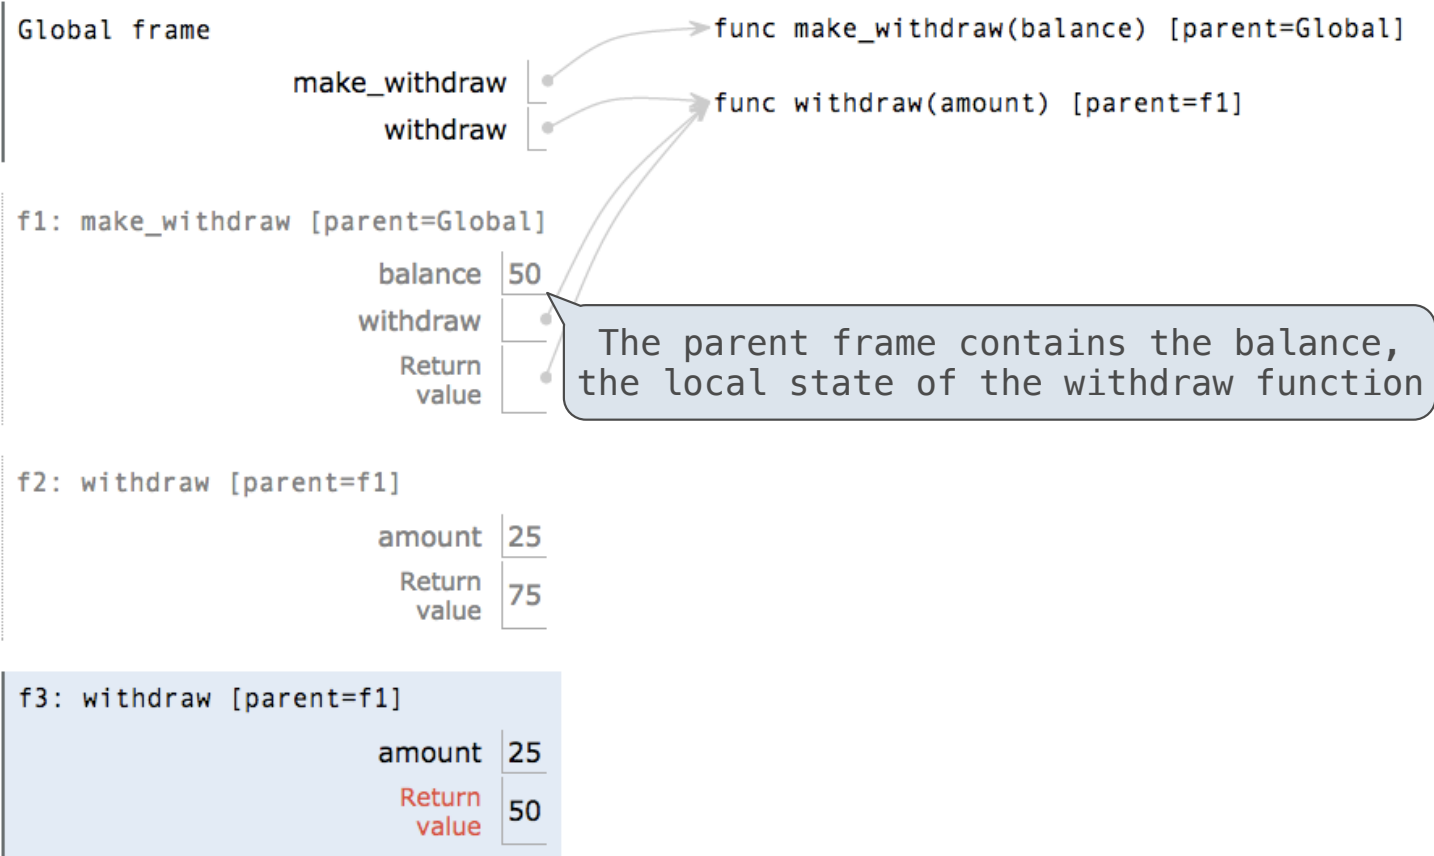 Global frame
func make_withdraw(balance) [parent=Global]
make_withdraw
func withdraw(amount) [parent=f1]
withdraw
f1: make_withdraw [parent=Global]
balance 50
withdraw
Return
value
The parent frame contains the balance,
the local state of the withdraw function
f2: withdraw [parent=f1]
amount 25
Return
value 75
f3: withdraw [parent=f1]
amount 25
Return
value 50